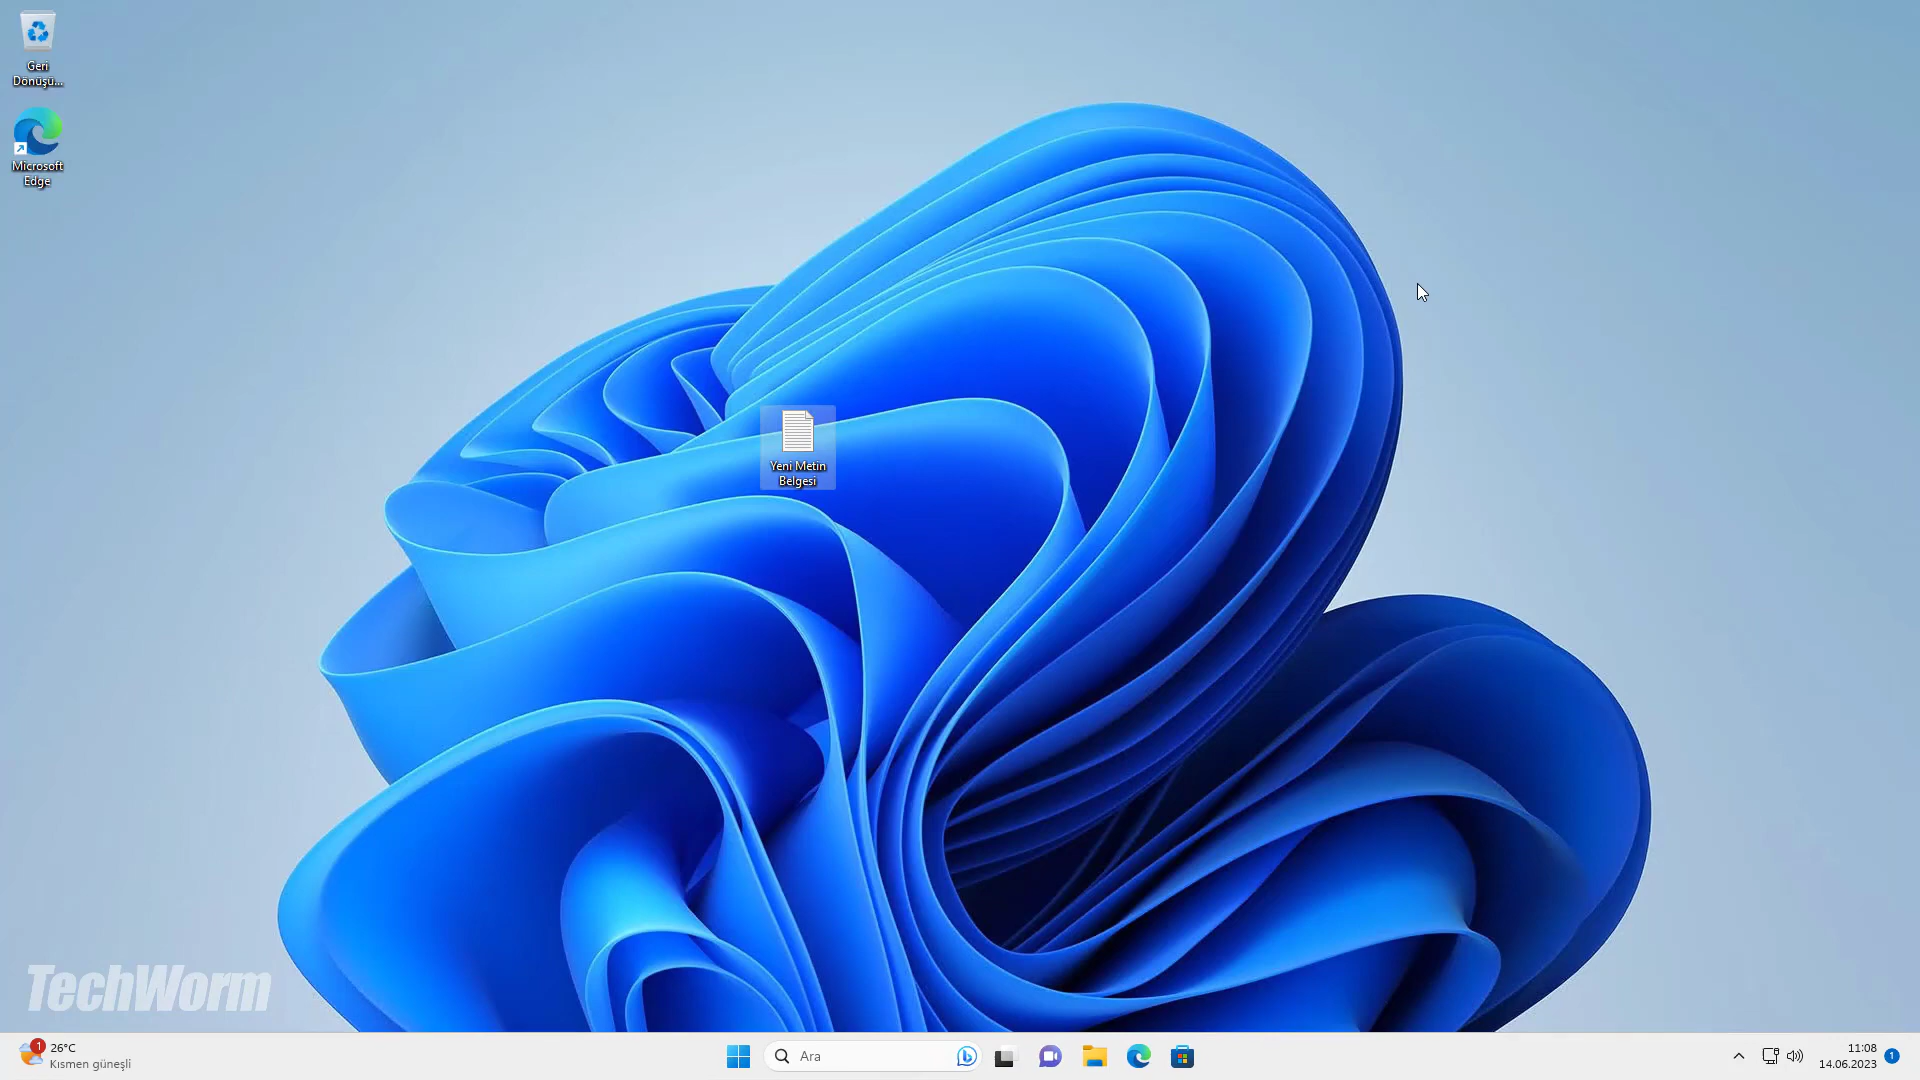 Geri
Dönüşü...
Microsoft
Edge
Yeni Metin
Belgesi
TechWorm
1
26°C
Kısmen güneşli
Ara
11:08
14.06.2023
1